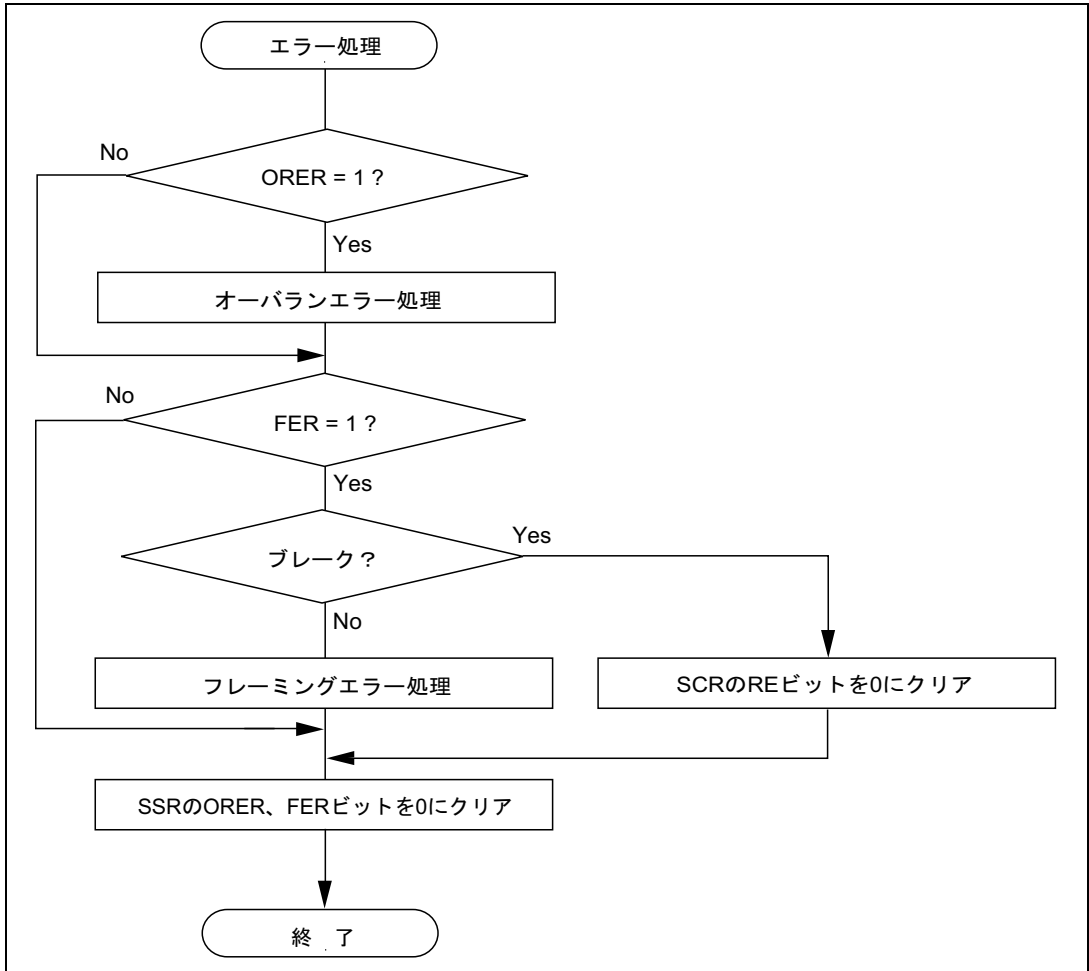 エラー処理
No
ORER = 1 ?
Yes
オーバランエラー処理
No
FER = 1 ?
Yes
ブレーク？
Yes
No
フレーミングエラー処理
SCRのREビットを0にクリア
SSRのORER、FERビットを0にクリア
終 了